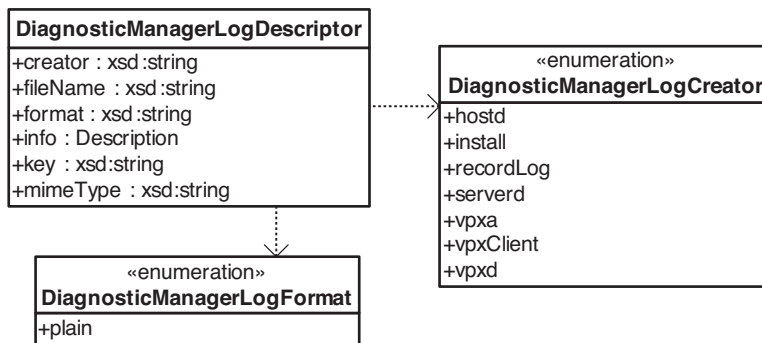 DiagnosticManagerLogDescriptor
+creator : xsd:string
+fileName : xsd:string
+format : xsd:string
+info : Description
+key : xsd:string
+mimeType : xsd:string
«enumeration»
DiagnosticManagerLogCreator
+hostd
+install
+recordLog
+serverd
+vpxa
+vpxClient
+vpxd
«enumeration»
DiagnosticManagerLogFormat
+plain